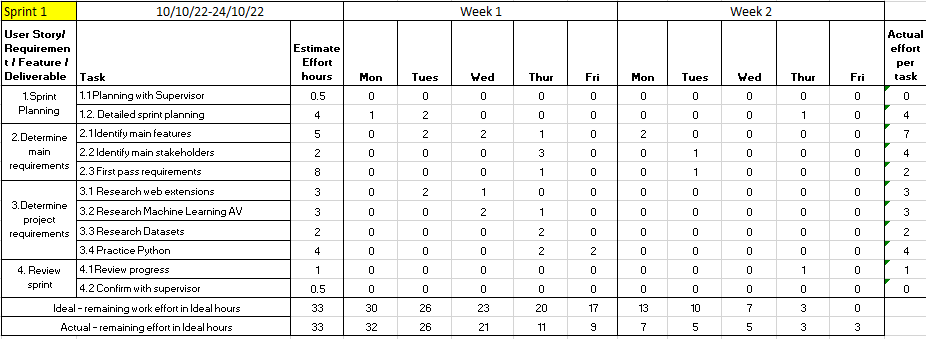 Sprint 1 10/10/22-24/10/22 Week 1 Week 2
User Story/ Requiremen t / Feature / Deliverable Task Estimate Effort hours Mon Tues Wed Thur Fri Mon Tues Wed Thur Fri Actual effort per task
1.Sprint Planning 1.1 Planning with Supervisor 0.5 0 0 0 0 0 0 0 0 0 0 0
1.2. Detailed sprint planning 4 1 2 0 0 0 0 0 0 1 0 4
2.Determine main requirements 2.1 Identify main features 5 0 2 2 1 0 2 0 0 0 0 7
2.2 Identify main stakeholders 2 0 0 0 3 0 0 1 0 0 0 4
2.3 First pass requirements 8 0 0 0 1 0 0 1 0 0 0 2
3.Determine project requirements 3.1 Research web extensions 3 0 2 1 0 0 0 0 0 0 0 3
3.2 Research Machine Learning AV 3 0 0 2 1 0 0 0 0 0 0 3
3.3 Research Datasets 2 0 0 0 2 0 0 0 0 0 0 2
3.4 Practice Python 4 0 0 0 2 2 0 0 0 0 0 4
4. Review sprint 4.1 Review progress 1 0 0 0 0 0 0 0 0 1 0 1
4.2 Confirm with supervisor 0.5 0 0 0 0 0 0 0 0 0 0 0
Ideal - remaining work effort in Ideal hours 33 30 26 23 20 17 13 10 7 3 0
Actual - remaining effort in Ideal hours 33 32 26 21 11 9 7 5 5 3 3